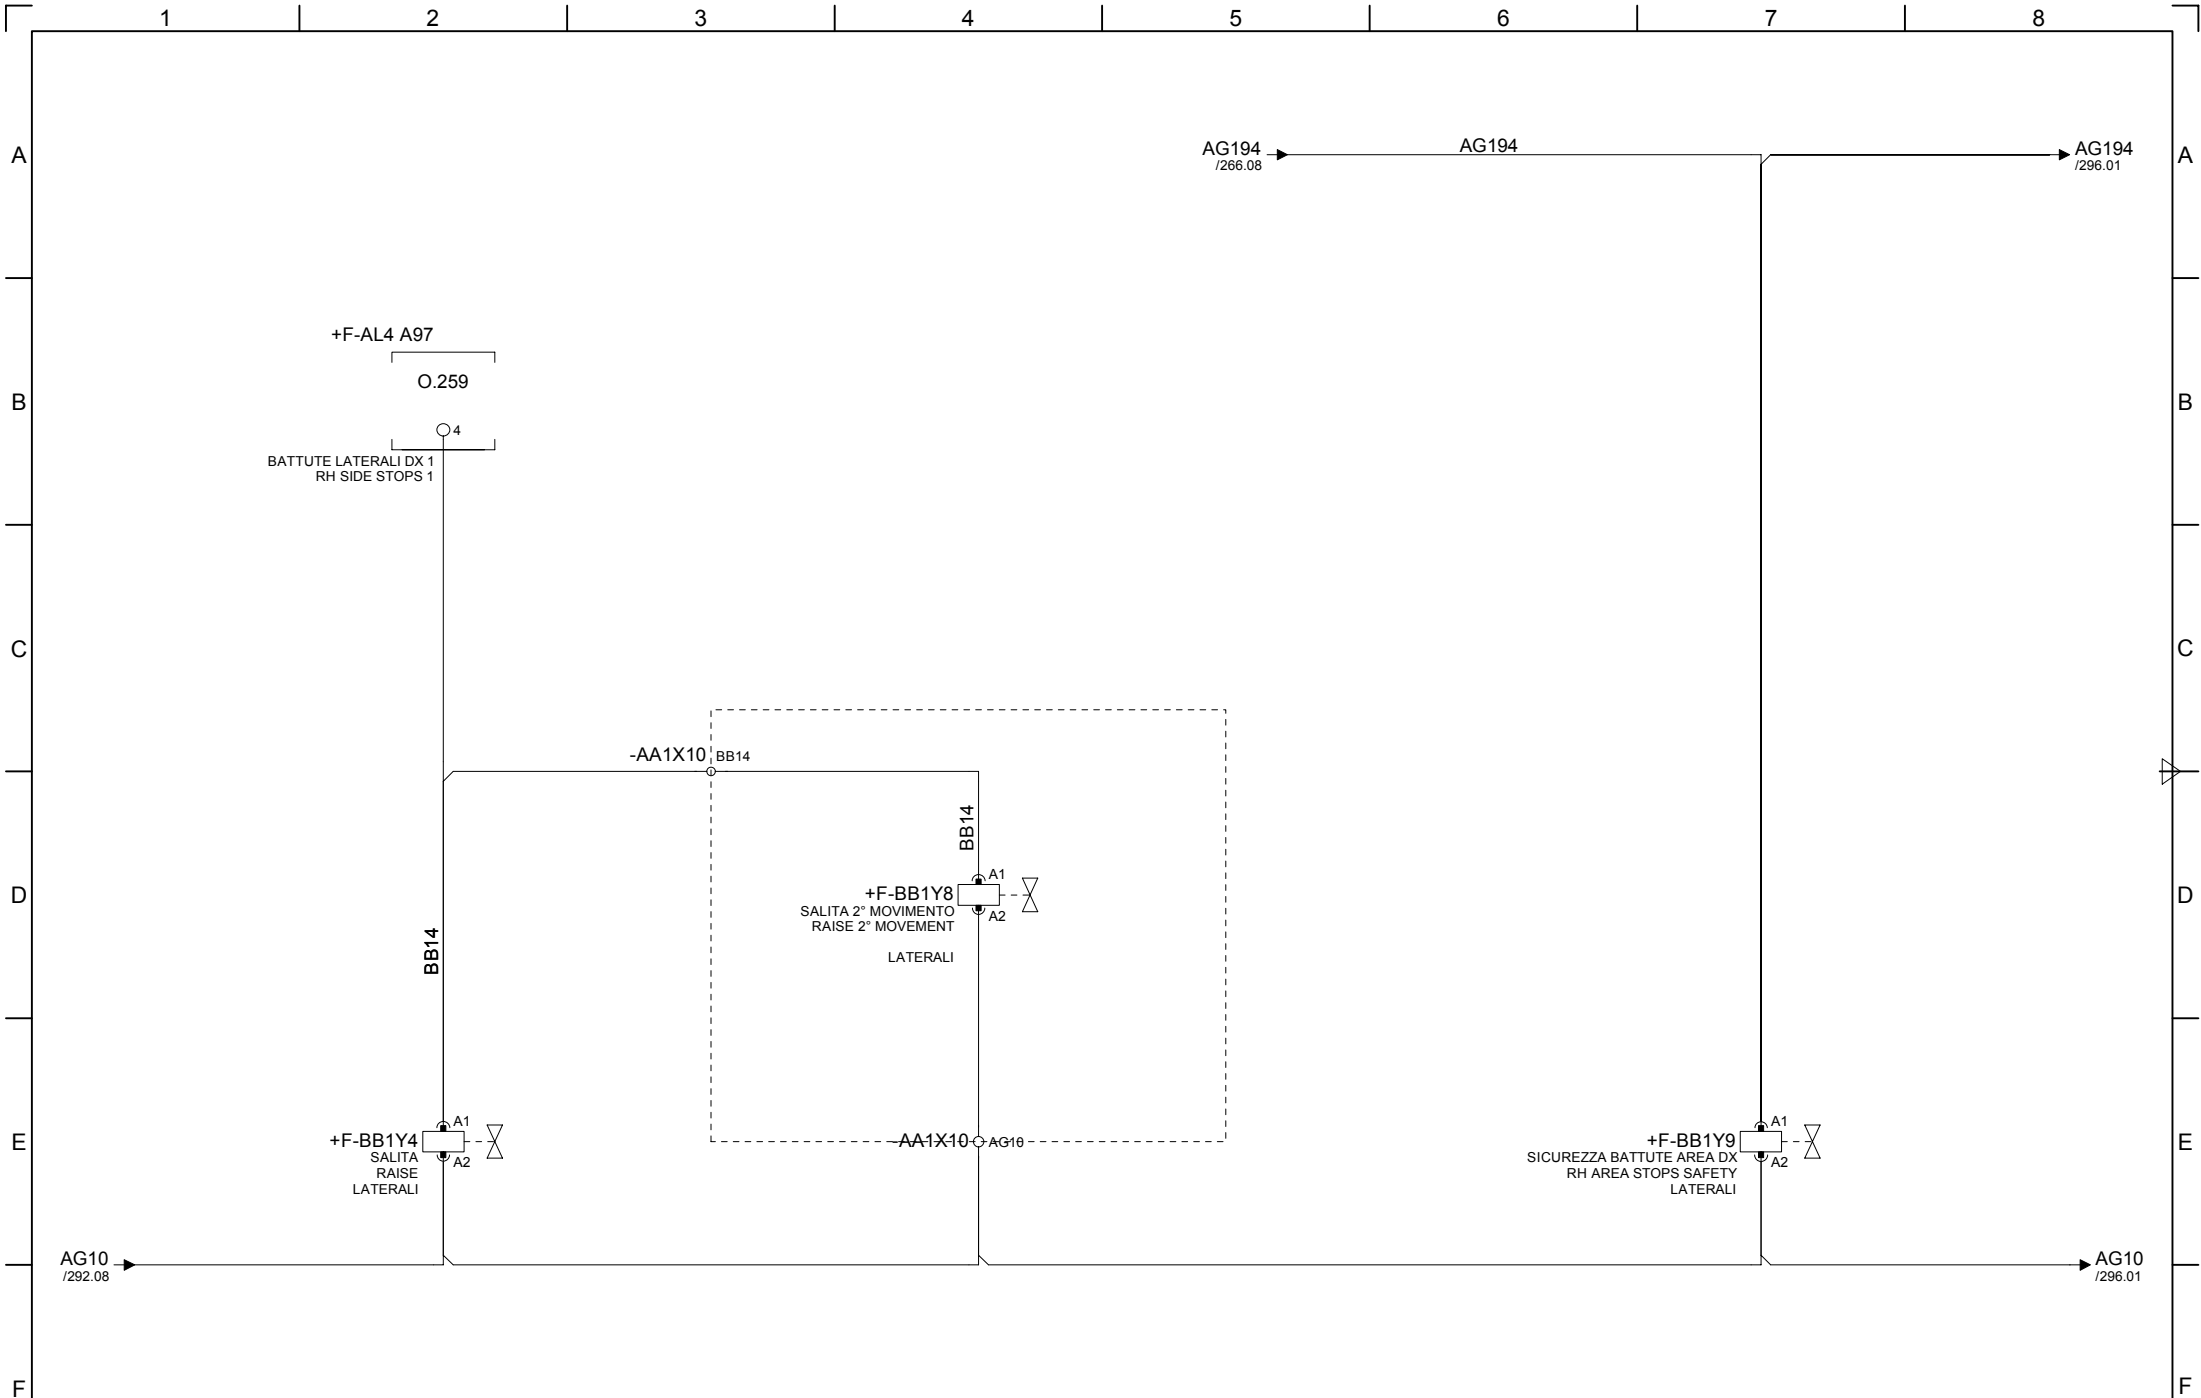 1 2 3 4 5 6 7 8
A
AG194
/266.08
AG194
AG194
/296.01
A
+F-AL4 A97
O.259
B
B
4
BATTUTE LATERALI DX 1
RH SIDE STOPS 1
C
C
-AA1X10 BB14
BB14
A1
D
+F-BB1Y8
D
SALITA 2° MOVIMENTO
A2
RAISE 2° MOVEMENT
LATERALI
BB14
A1
A1
E
+F-BB1Y4
-AA1X10 AG10
+F-BB1Y9
E
SALITA
A2
SICUREZZA BATTUTE AREA DX
A2
RAISE
RH AREA STOPS SAFETY
LATERALI
LATERALI
AG10
/292.08
AG10
/296.01
F
F